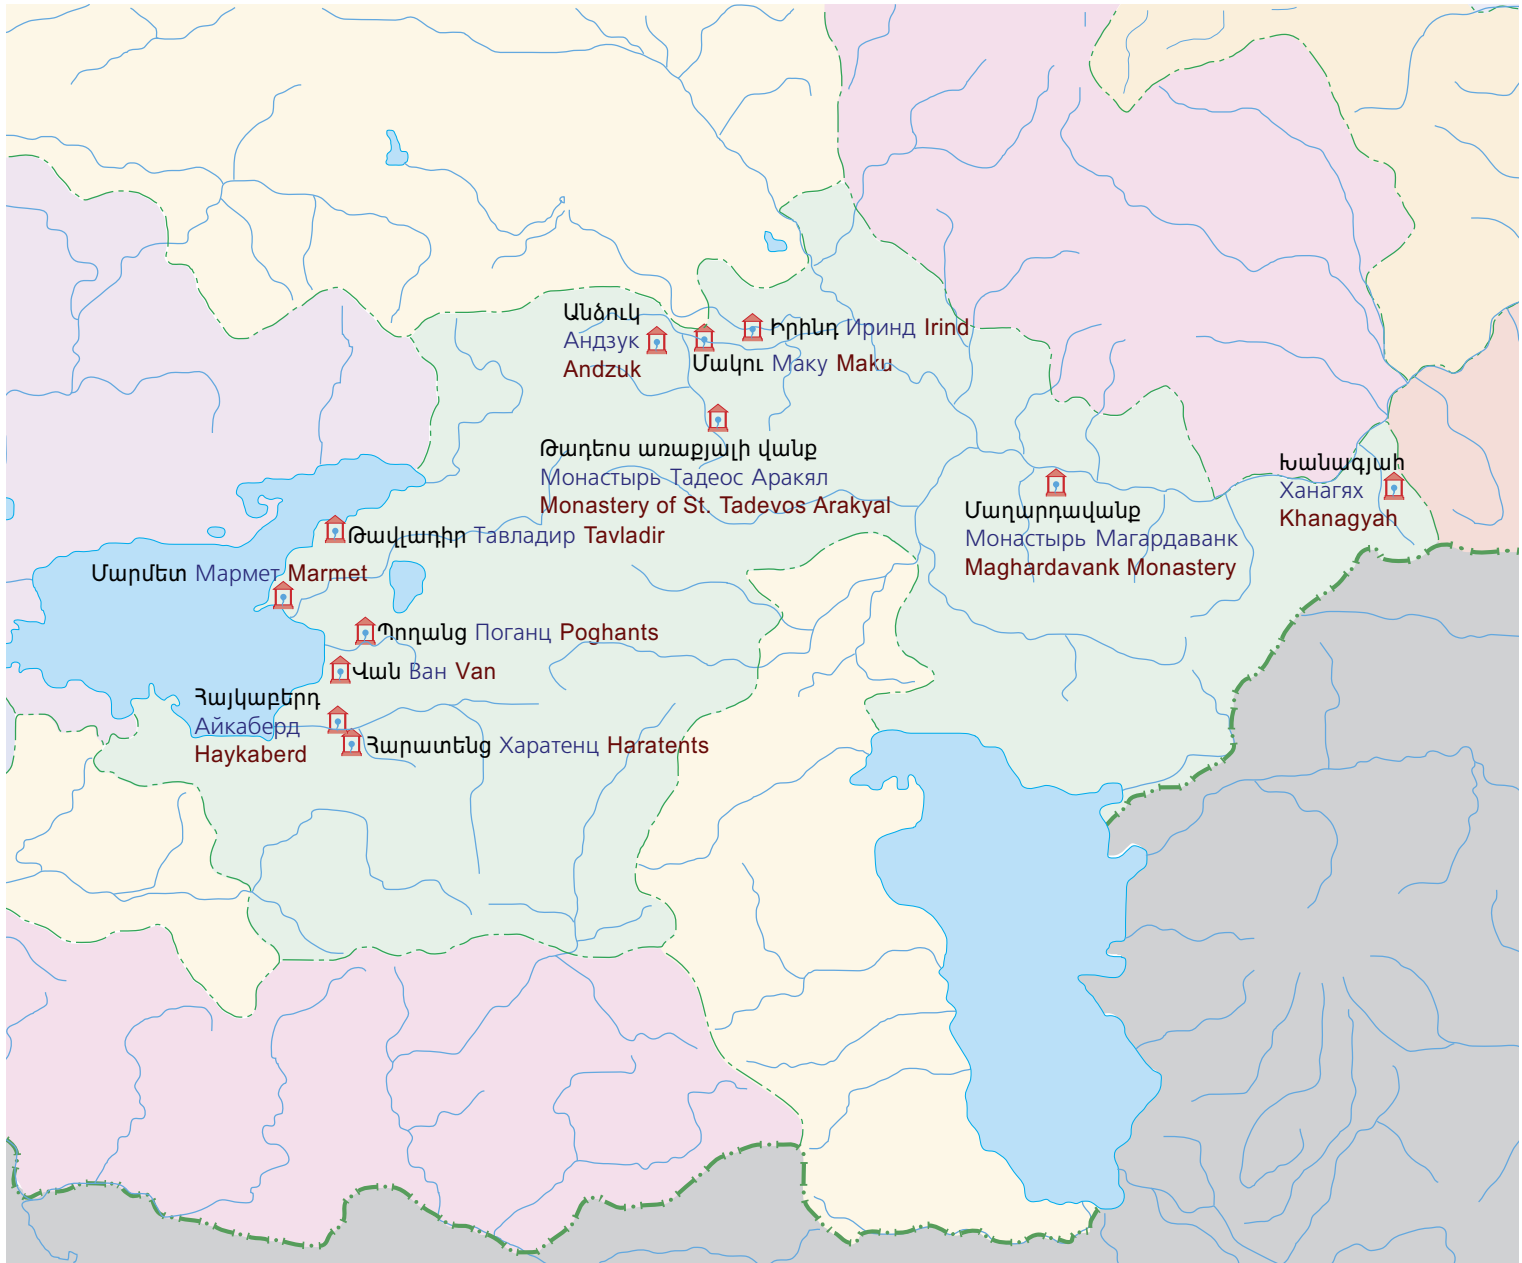 Անձուկ
Андзук
Andzuk
Իրինդ Иринд Irind
Մակու Маку Maku
Թադեոս առաքյալի վանք
Монастырь Тадеос Аракял
Monastery of St. Tadevos Arakyal
Խանագյահ
Ханагях
Khanagyah
Մաղարդավանք
Монастырь Магардаванк
Maghardavank Monastery
Թավլադիր Тавладир Tavladir
Մարմետ Мармет Marmet
Պողանց Поганц Poghants
Վան Ван Van
Հայկաբերդ
Айкаберд
Haykaberd
Հարատենց Харатенц Haratents